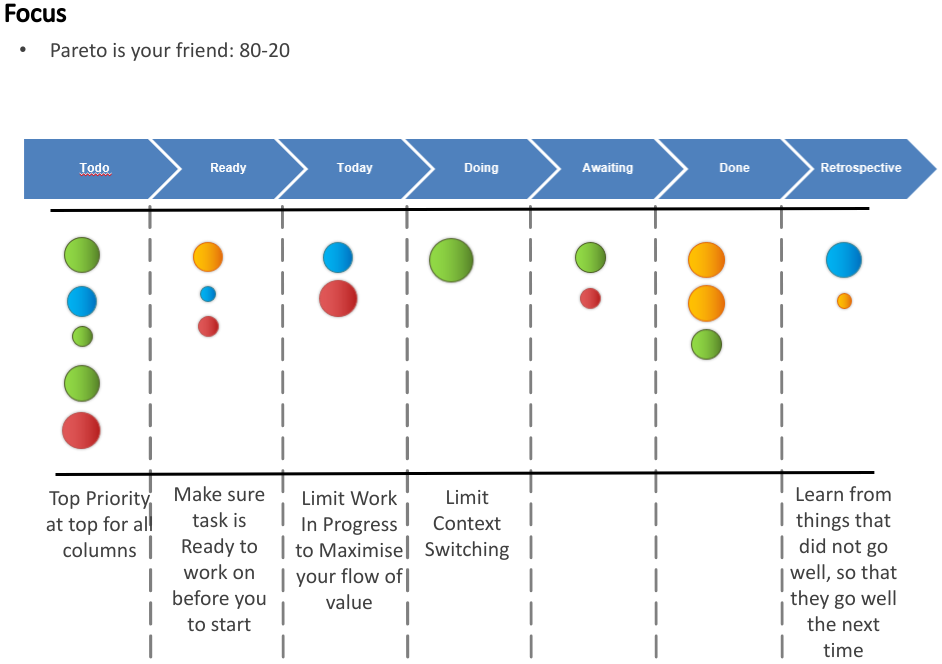 Focus
• Pareto is your friend: 80-20
Todo
Ready
Today
Doing
Awaiting
Done
Retrospective
Top Priority
at top for all
columns
Make sure
task is
Ready to
work on
before you
to start
Limit Work
In Progress
to Maximise
your flow of
value
Limit
Context
Switching
Learn from
things that
did not go
well, so that
they go well
the next
time